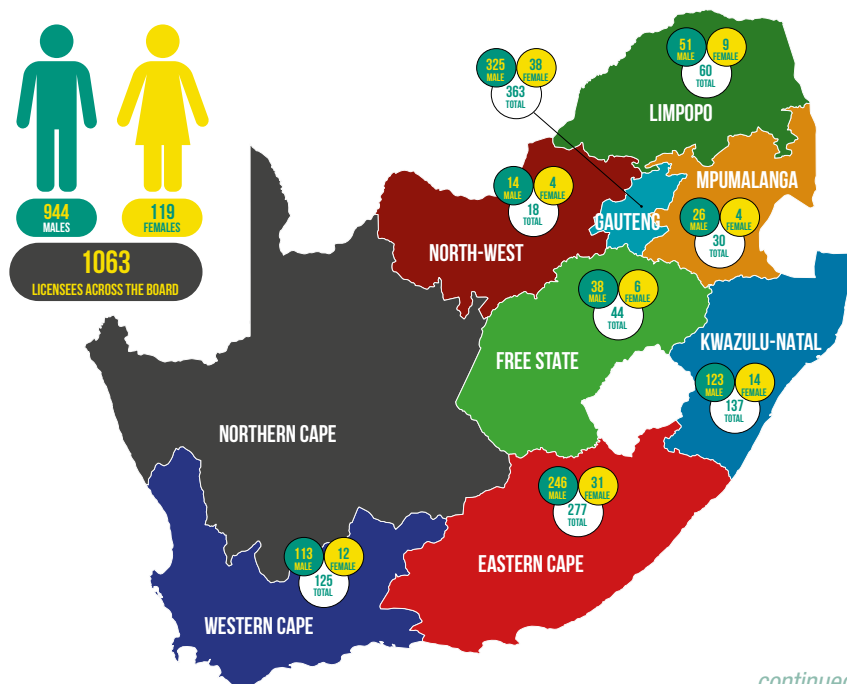 944
MALES
119
FEMALES
1063
LICENSEES ACROSS THE BOARD
325
MALE
38
FEMALE
363
TOTAL
51
MALE
9
FEMALE
60
TOTAL
LIMPOPO
14
MALE
4
FEMALE
18
TOTAL
NORTH-WEST
GAUTENG
MPUMALANGA
26
MALE
4
FEMALE
30
TOTAL
38
MALE
6
FEMALE
44
TOTAL
FREE STATE
KWAZULU-NATAL
123
MALE
14
FEMALE
137
TOTAL
NORTHERN CAPE
246
MALE
31
FEMALE
277
TOTAL
EASTERN CAPE
113
MALE
12
FEMALE
125
TOTAL
WESTERN CAPE
continued